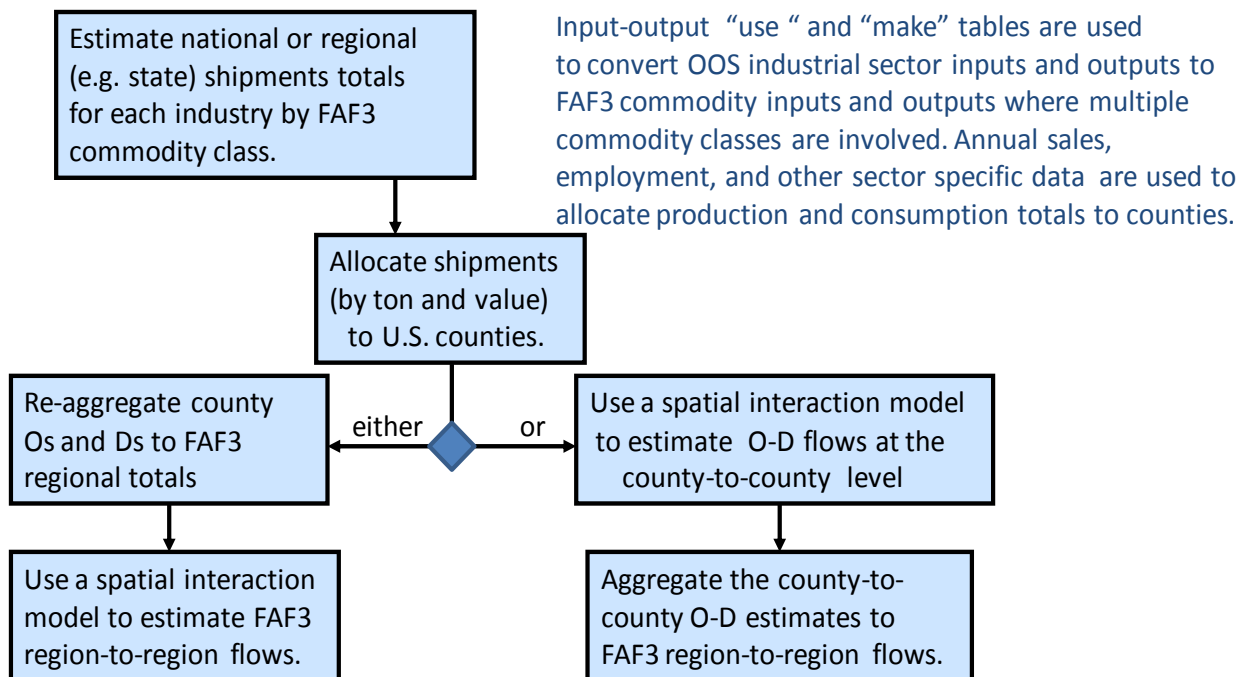 Estimate national or regional
(e.g. state) shipments totals
for each industry by FAF3
commodity class.
Input-output “use “ and “make” tables are used
to convert OOS industrial sector inputs and outputs to
FAF3 commodity inputs and outputs where multiple
commodity classes are involved. Annual sales,
employment, and other sector specific data are used to
allocate production and consumption totals to counties.
Allocate shipments
(by ton and value)
to U.S. counties.
either
or
Re-aggregate county
Os and Ds to FAF3
regional totals
Use a spatial interaction model
to estimate O-D flows at the
county-to-county level
Use a spatial interaction
model to estimate FAF3
region-to-region flows.
Aggregate the county-to-
county O-D estimates to
FAF3 region-to-region flows.